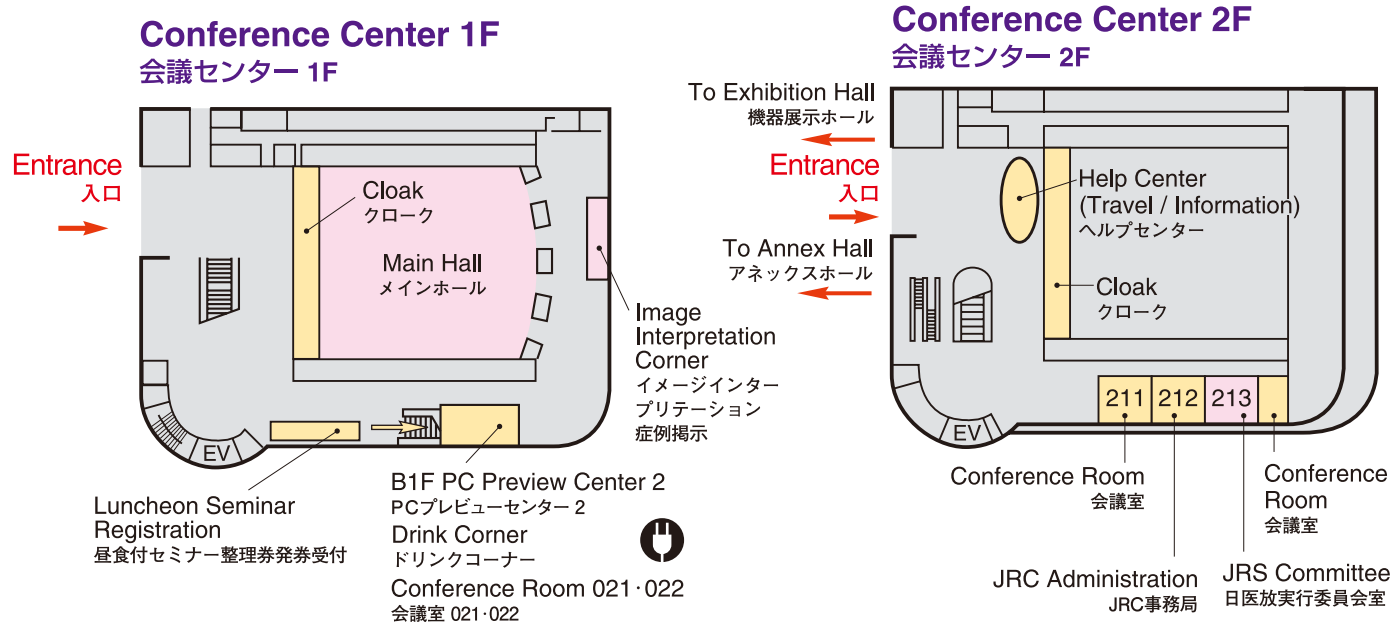 Conference Center 1F
会議センター 1F
Entrance
入口
Cloak
クローク
Main Hall
メインホール
Image
Interpretation
Corner
イメージインター
プリテーション
症例掲示
EV
Luncheon Seminar
Registration
昼食付セミナー整理券発券受付
B1F PC Preview Center 2
PCプレビューセンター 2
Drink Corner
ドリンクコーナー
Conference Room 021·022
会議室 021·022
Conference Center 2F
会議センター 2F
To Exhibition Hall
機器展示ホール
Entrance
入口
To Annex Hall
アネックスホール
Help Center
(Travel / Information)
ヘルプセンター
Cloak
クローク
211 212 213
EV
Conference Room
会議室
Conference
Room
会議室
JRC Administration
JRC事務局
JRS Committee
日医放実行委員会室